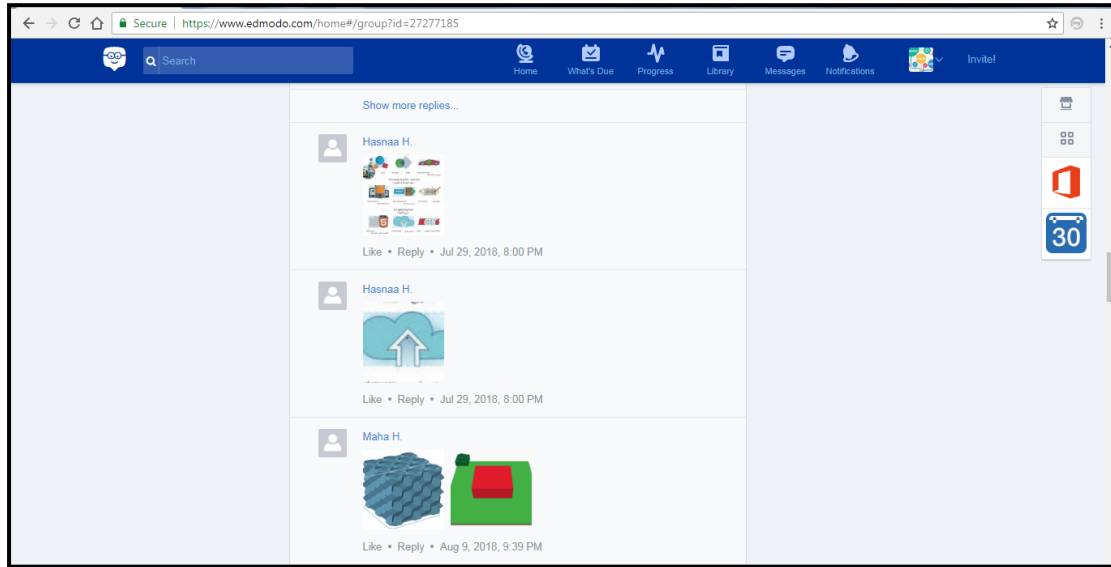 Secure | https://www.edmodo.com/home#/group?id=27277185
Search
Home
What's Due
Progress
Library
Messages
Notifications
Invite!
Show more replies...
Hasnaa H.
Like • Reply • Jul 29, 2018, 8:00 PM
Hasnaa H.
Like • Reply • Jul 29, 2018, 8:00 PM
Maha H.
Like • Reply • Aug 9, 2018, 9:39 PM
30